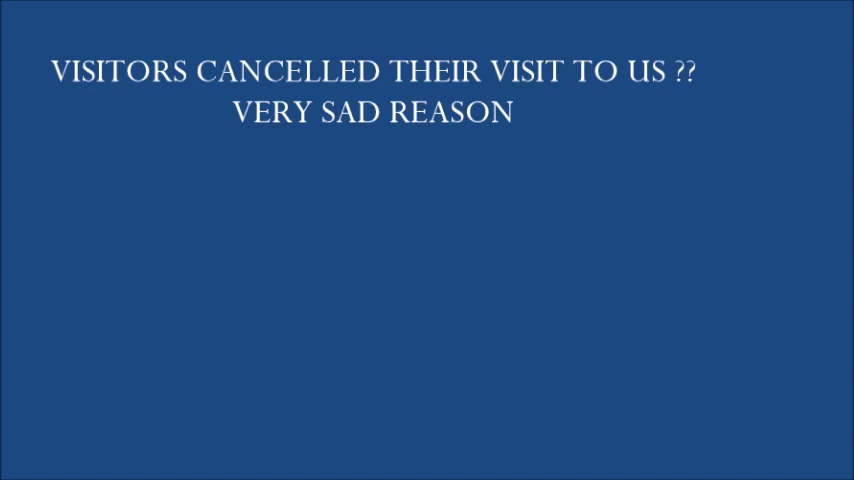 VISITORS CANCELLED THEIR VISIT TO US ??
VERY SAD REASON